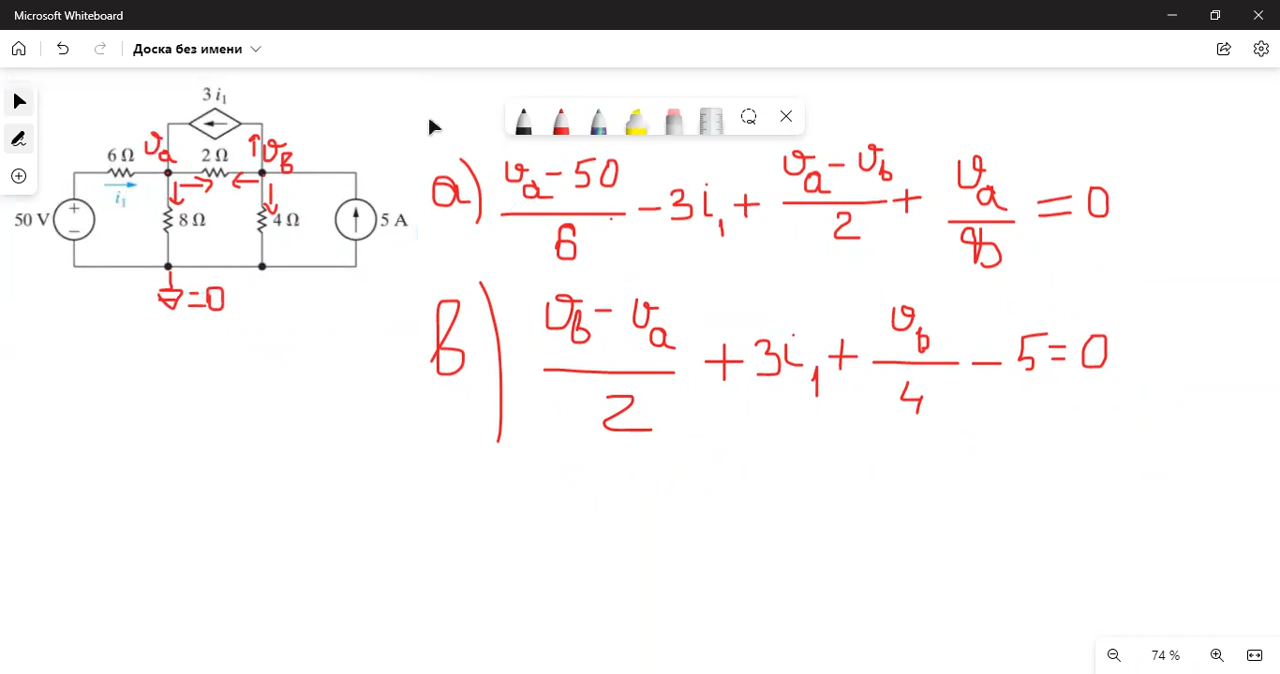 Microsoft Whiteboard
Доска без имени
3 i₁
6 Ω
υa
2 Ω
υB
i₁
50 V
+
−
8 Ω
4 Ω
5 A
=0
a) (υa − 50)/6 − 3i₁ + (υa − υb)/2 + υa/8 = 0
в) (υb − υa)/2 + 3i₁ + υb/4 − 5 = 0
74 %